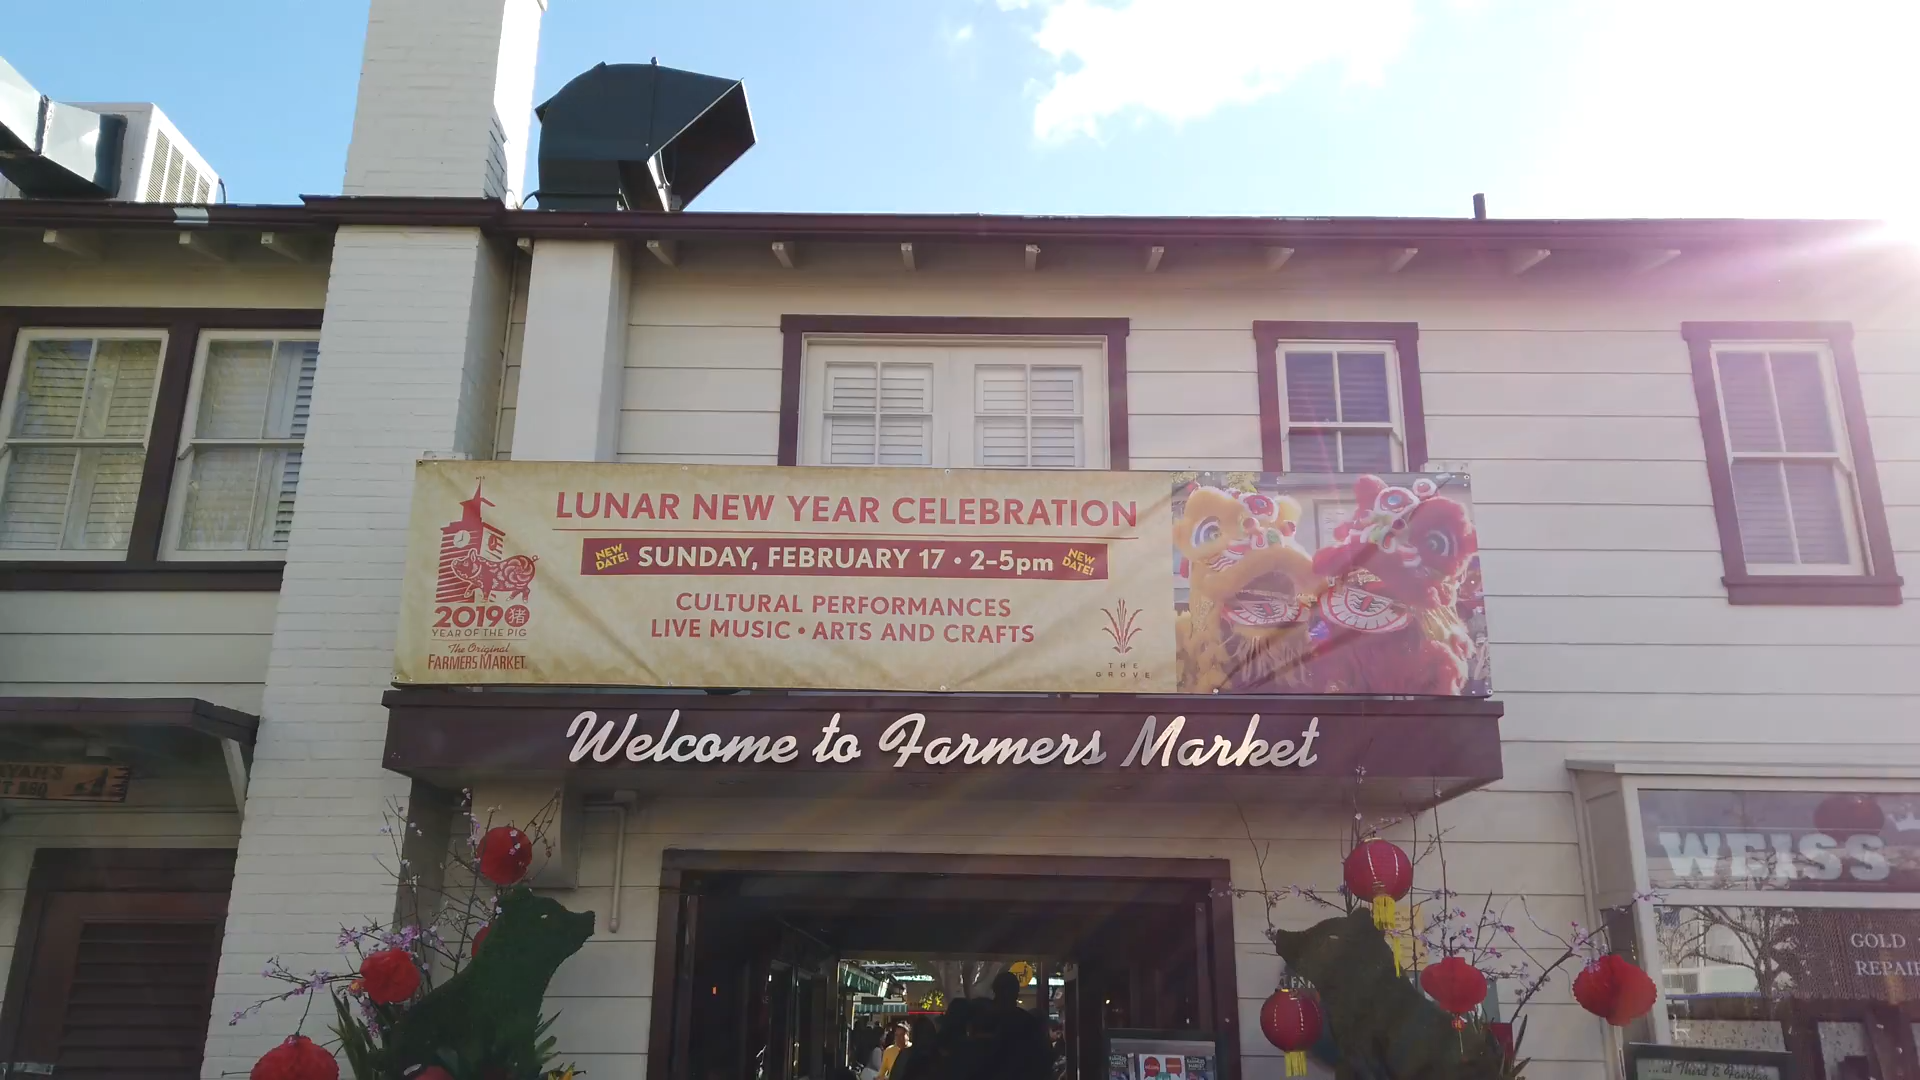 LUNAR NEW YEAR CELEBRATION
NEW DATE! SUNDAY, FEBRUARY 17 • 2-5pm NEW DATE!
CULTURAL PERFORMANCES
LIVE MUSIC • ARTS AND CRAFTS
2019 猪
YEAR OF THE PIG
The Original
FARMERS MARKET
THE
GROVE
Welcome to Farmers Market
WEISS
GOLD
REPAIR